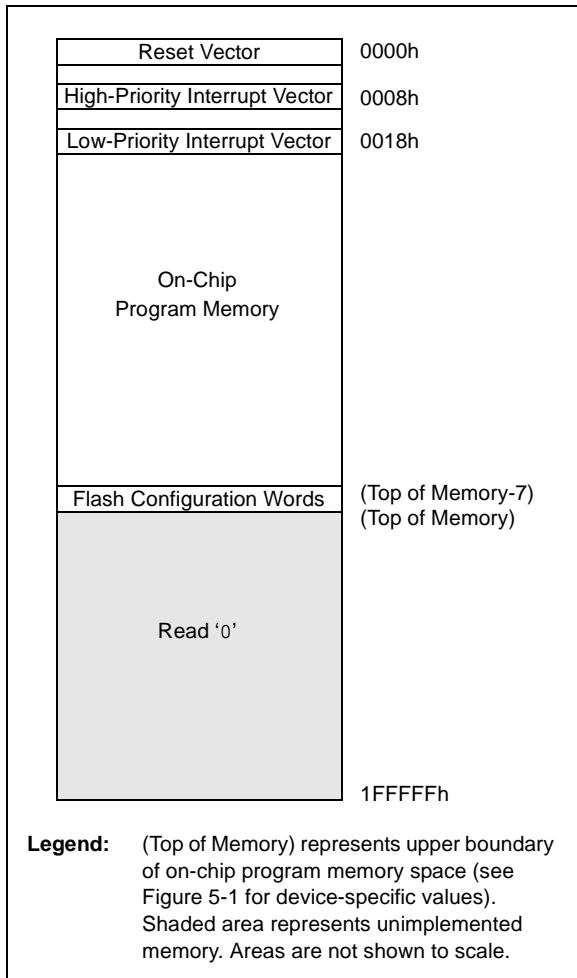 Reset Vector 0000h
High-Priority Interrupt Vector 0008h
Low-Priority Interrupt Vector 0018h
On-Chip
Program Memory
Flash Configuration Words (Top of Memory-7)
(Top of Memory)
Read ‘0’
1FFFFFh
Legend: (Top of Memory) represents upper boundary
of on-chip program memory space (see
Figure 5-1 for device-specific values).
Shaded area represents unimplemented
memory. Areas are not shown to scale.